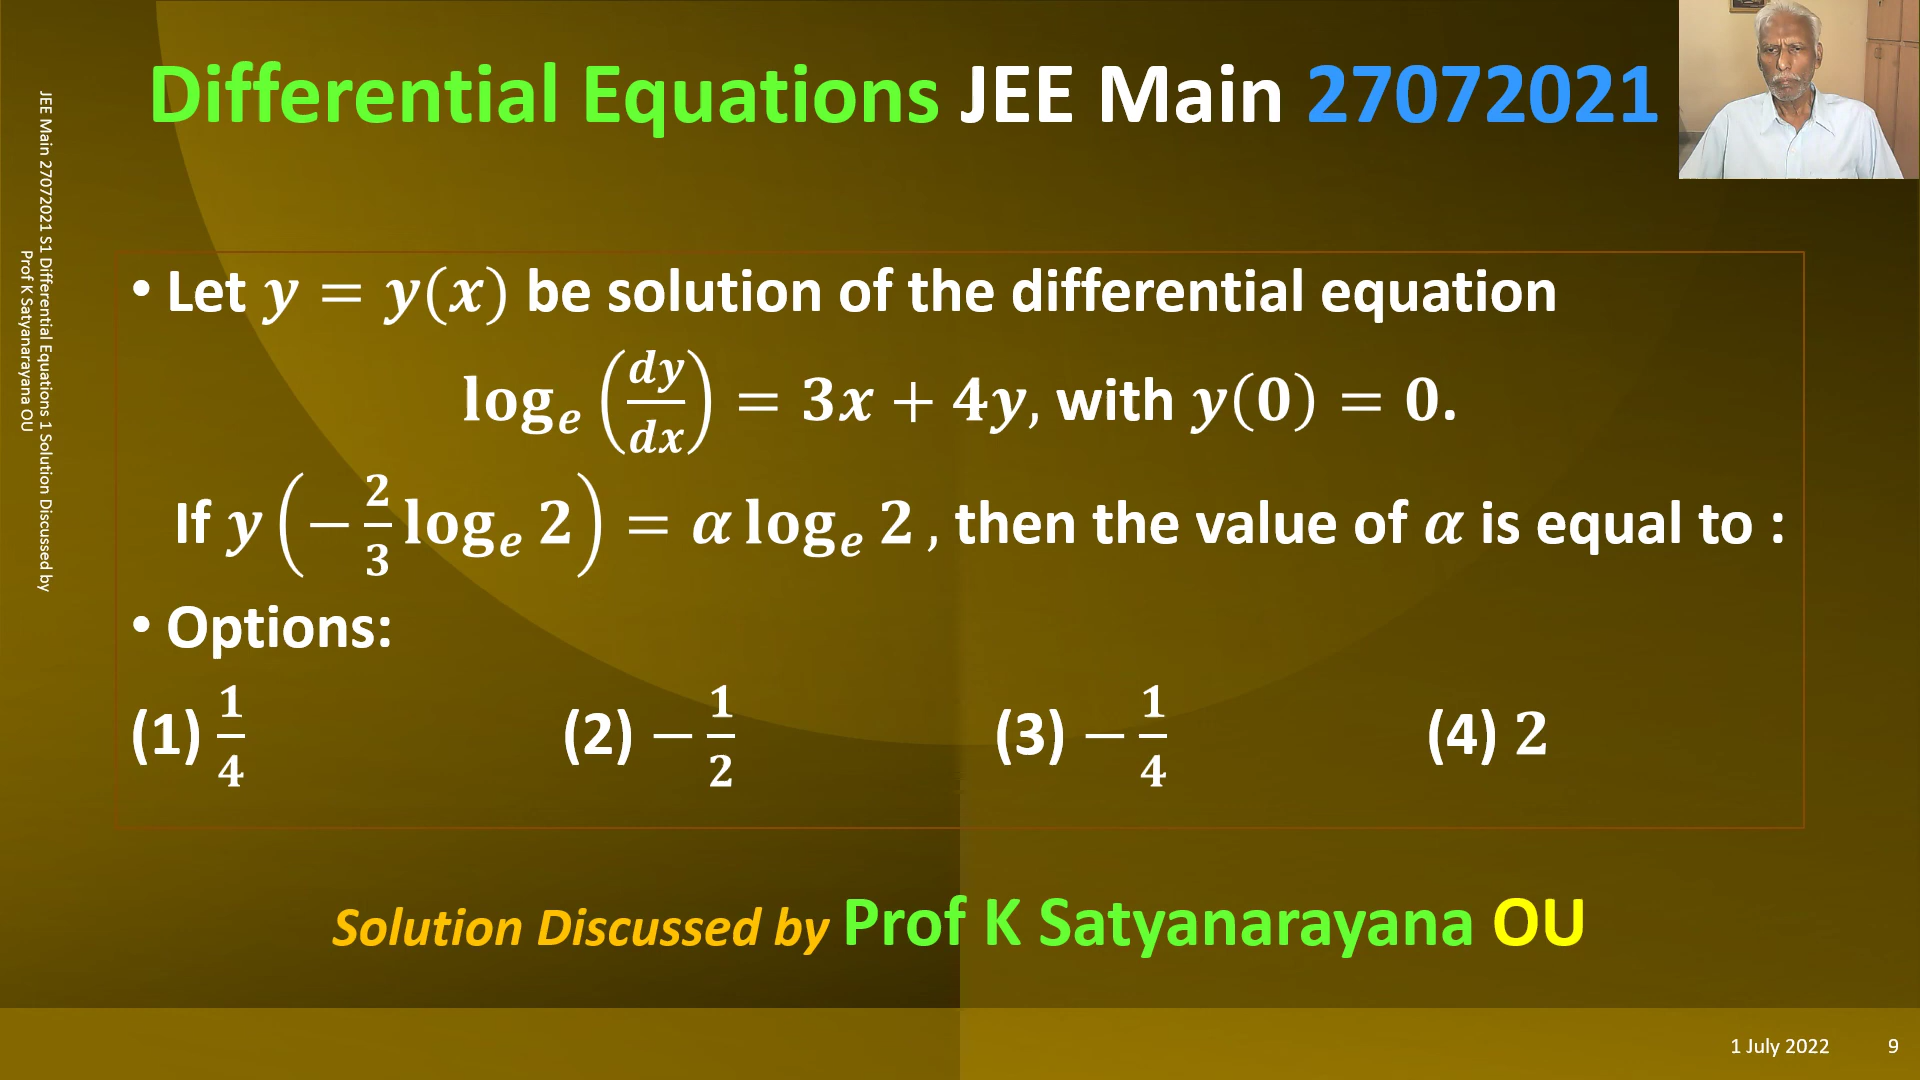 Differential Equations JEE Main 27072021
JEE Main 27072021 S1 Differential Equations 1 Solution Discussed by
Prof K Satyanarayana OU
• Let y = y(x) be solution of the differential equation
log_e (dy/dx) = 3x + 4y, with y(0) = 0.
If y(−2/3 log_e 2) = α log_e 2 , then the value of α is equal to :
• Options:
(1) 1/4 (2) −1/2 (3) −1/4 (4) 2
Solution Discussed by Prof K Satyanarayana OU
1 July 2022 9